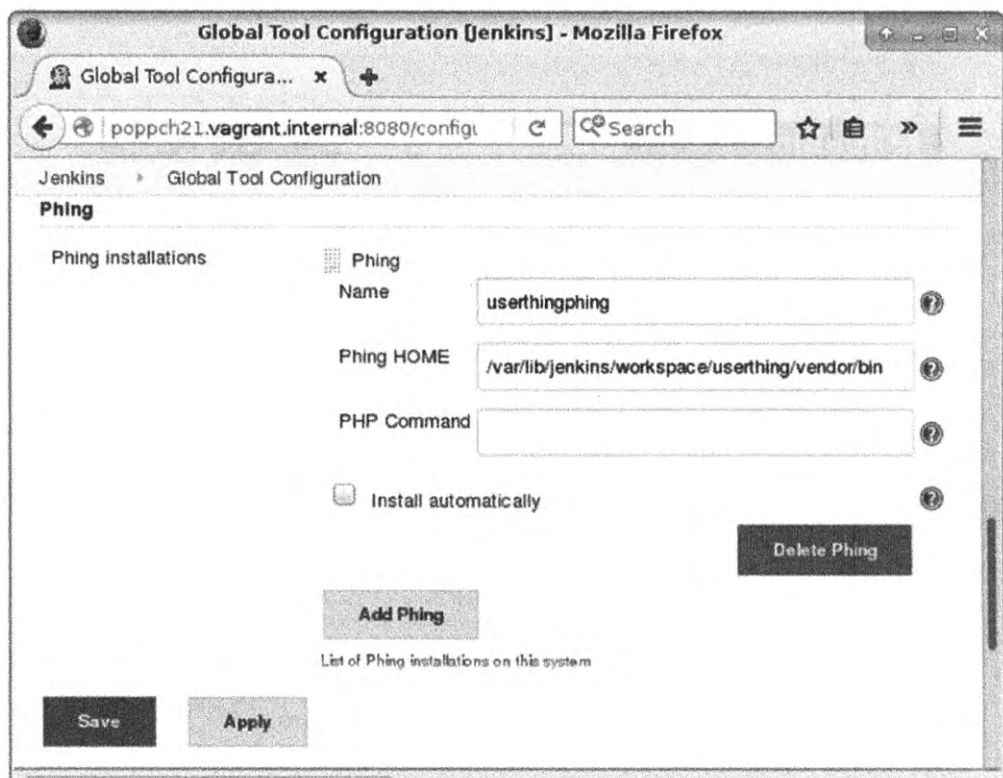 Global Tool Configuration [Jenkins] - Mozilla Firefox
Global Tool Configura...
poppch21.vagrant.internal:8080/configu
Search
Jenkins
Global Tool Configuration
Phing
Phing installations
Phing
Name
userthingphing
Phing HOME
/var/lib/jenkins/workspace/userthing/vendor/bin
PHP Command
Install automatically
Delete Phing
Add Phing
List of Phing installations on this system
Save
Apply